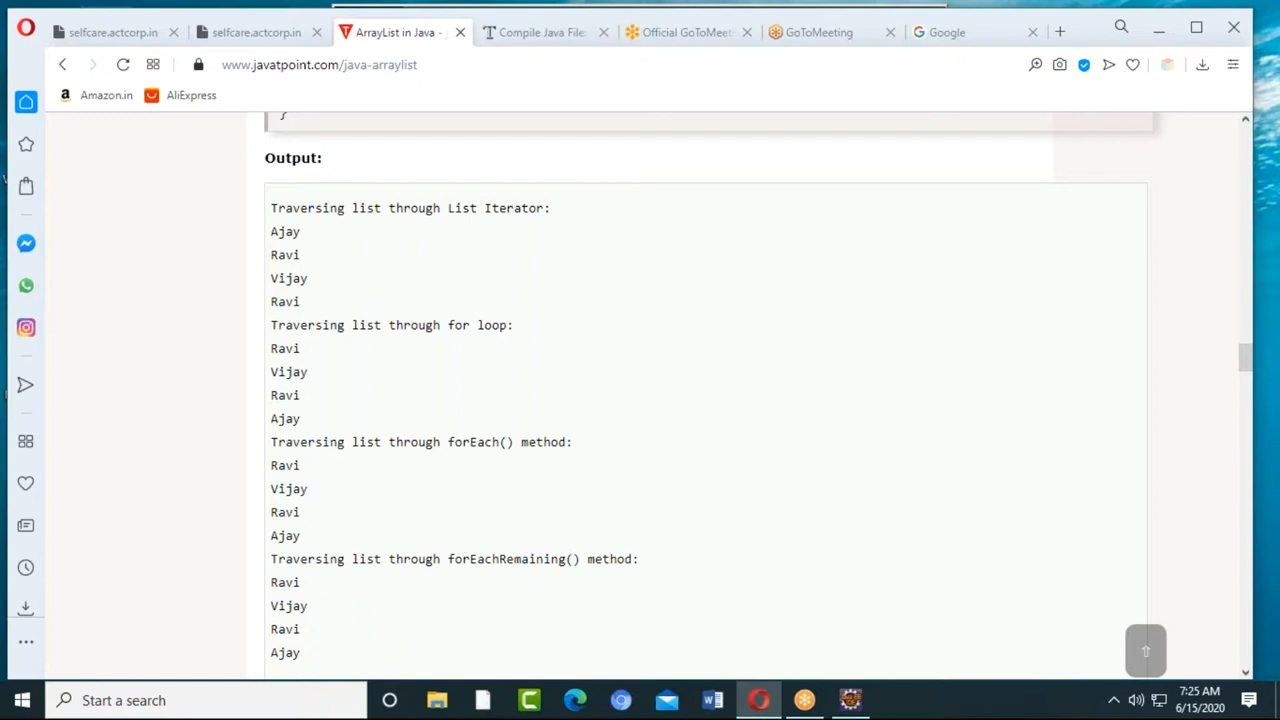 selfcare.actcorp.in
selfcare.actcorp.in
ArrayList in Java -
Compile Java File:
Official GoToMeeti
GoToMeeting
Google
www.javatpoint.com/java-arraylist
Amazon.in
AliExpress
}
Output:
Traversing list through List Iterator:
Ajay
Ravi
Vijay
Ravi
Traversing list through for loop:
Ravi
Vijay
Ravi
Ajay
Traversing list through forEach() method:
Ravi
Vijay
Ravi
Ajay
Traversing list through forEachRemaining() method:
Ravi
Vijay
Ravi
Ajay
Start a search
7:25 AM
6/15/2020